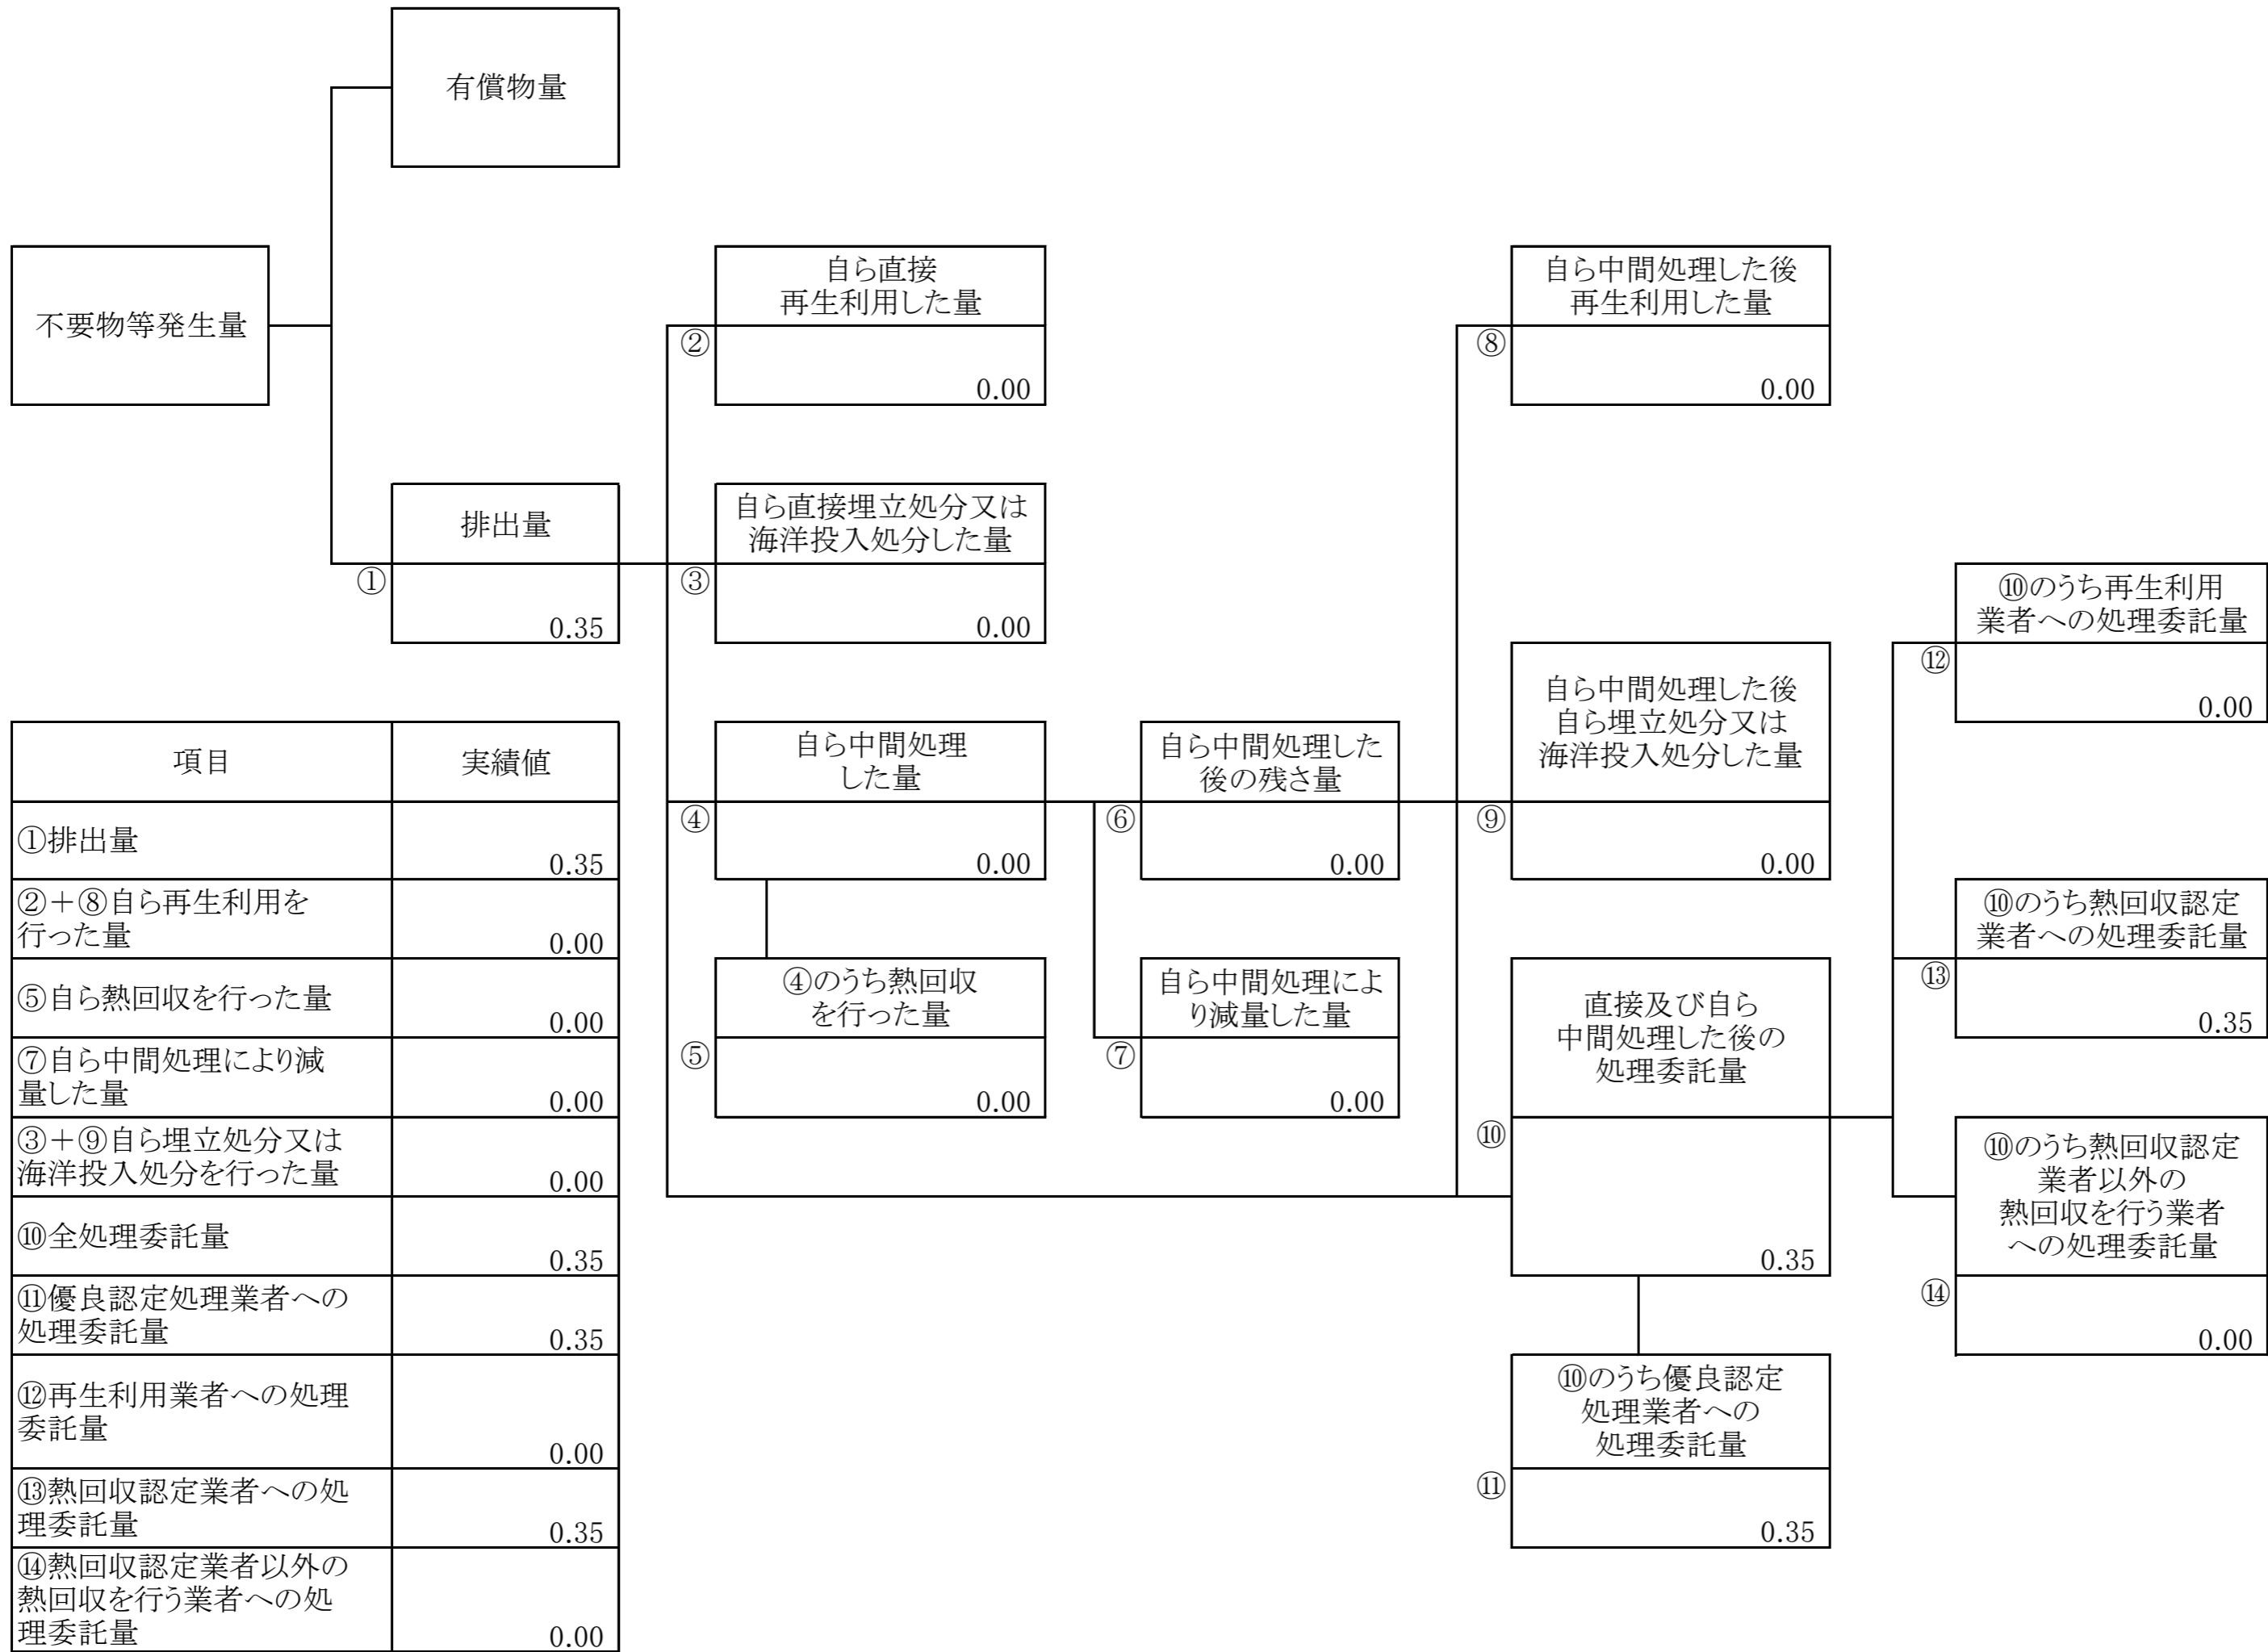 有償物量
不要物等発生量
自ら直接
再生利用した量
②
0.00
自ら中間処理した後
再生利用した量
⑧
0.00
排出量
①
0.35
自ら直接埋立処分又は
海洋投入処分した量
③
0.00
⑩のうち再生利用
業者への処理委託量
⑫
0.00
自ら中間処理
した量
④
0.00
自ら中間処理した
後の残さ量
⑥
0.00
自ら中間処理した後
自ら埋立処分又は
海洋投入処分した量
⑨
0.00
⑩のうち熱回収認定
業者への処理委託量
⑬
0.35
④のうち熱回収
を行った量
⑤
0.00
自ら中間処理によ
り減量した量
⑦
0.00
直接及び自ら
中間処理した後の
処理委託量
⑩
0.35
⑩のうち熱回収認定
業者以外の
熱回収を行う業者
への処理委託量
⑭
0.00
⑩のうち優良認定
処理業者への
処理委託量
⑪
0.35
項目 実績値
①排出量
0.35
②＋⑧自ら再生利用を
行った量
0.00
⑤自ら熱回収を行った量
0.00
⑦自ら中間処理により減
量した量
0.00
③＋⑨自ら埋立処分又は
海洋投入処分を行った量
0.00
⑩全処理委託量
0.35
⑪優良認定処理業者への
処理委託量
0.35
⑫再生利用業者への処理
委託量
0.00
⑬熱回収認定業者への処
理委託量
0.35
⑭熱回収認定業者以外の
熱回収を行う業者への処
理委託量
0.00